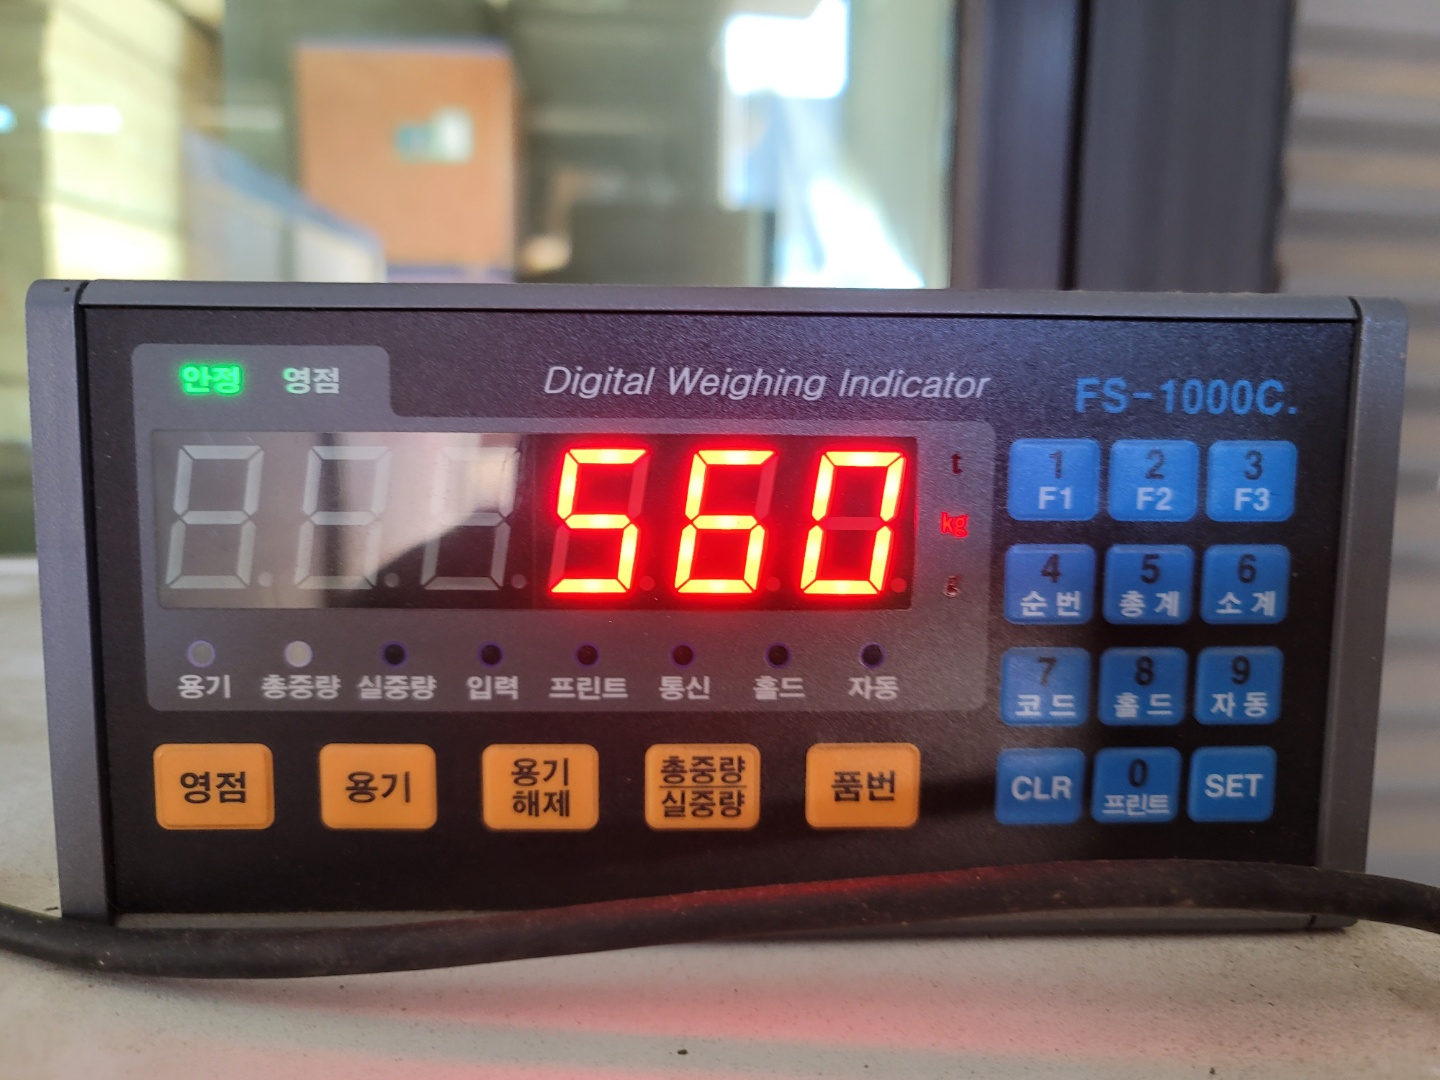 안정 영점
Digital Weighing Indicator
FS-1000C.
560
t
kg
g
용기 총중량 실중량 입력 프린트 통신 홀드 자동
영점
용기
용기
해제
총중량
실중량
품번
1 2 3
F1 F2 F3
4 5 6
순번 총계 소계
7 8 9
코드 홀드 자동
CLR
0
프린트
SET